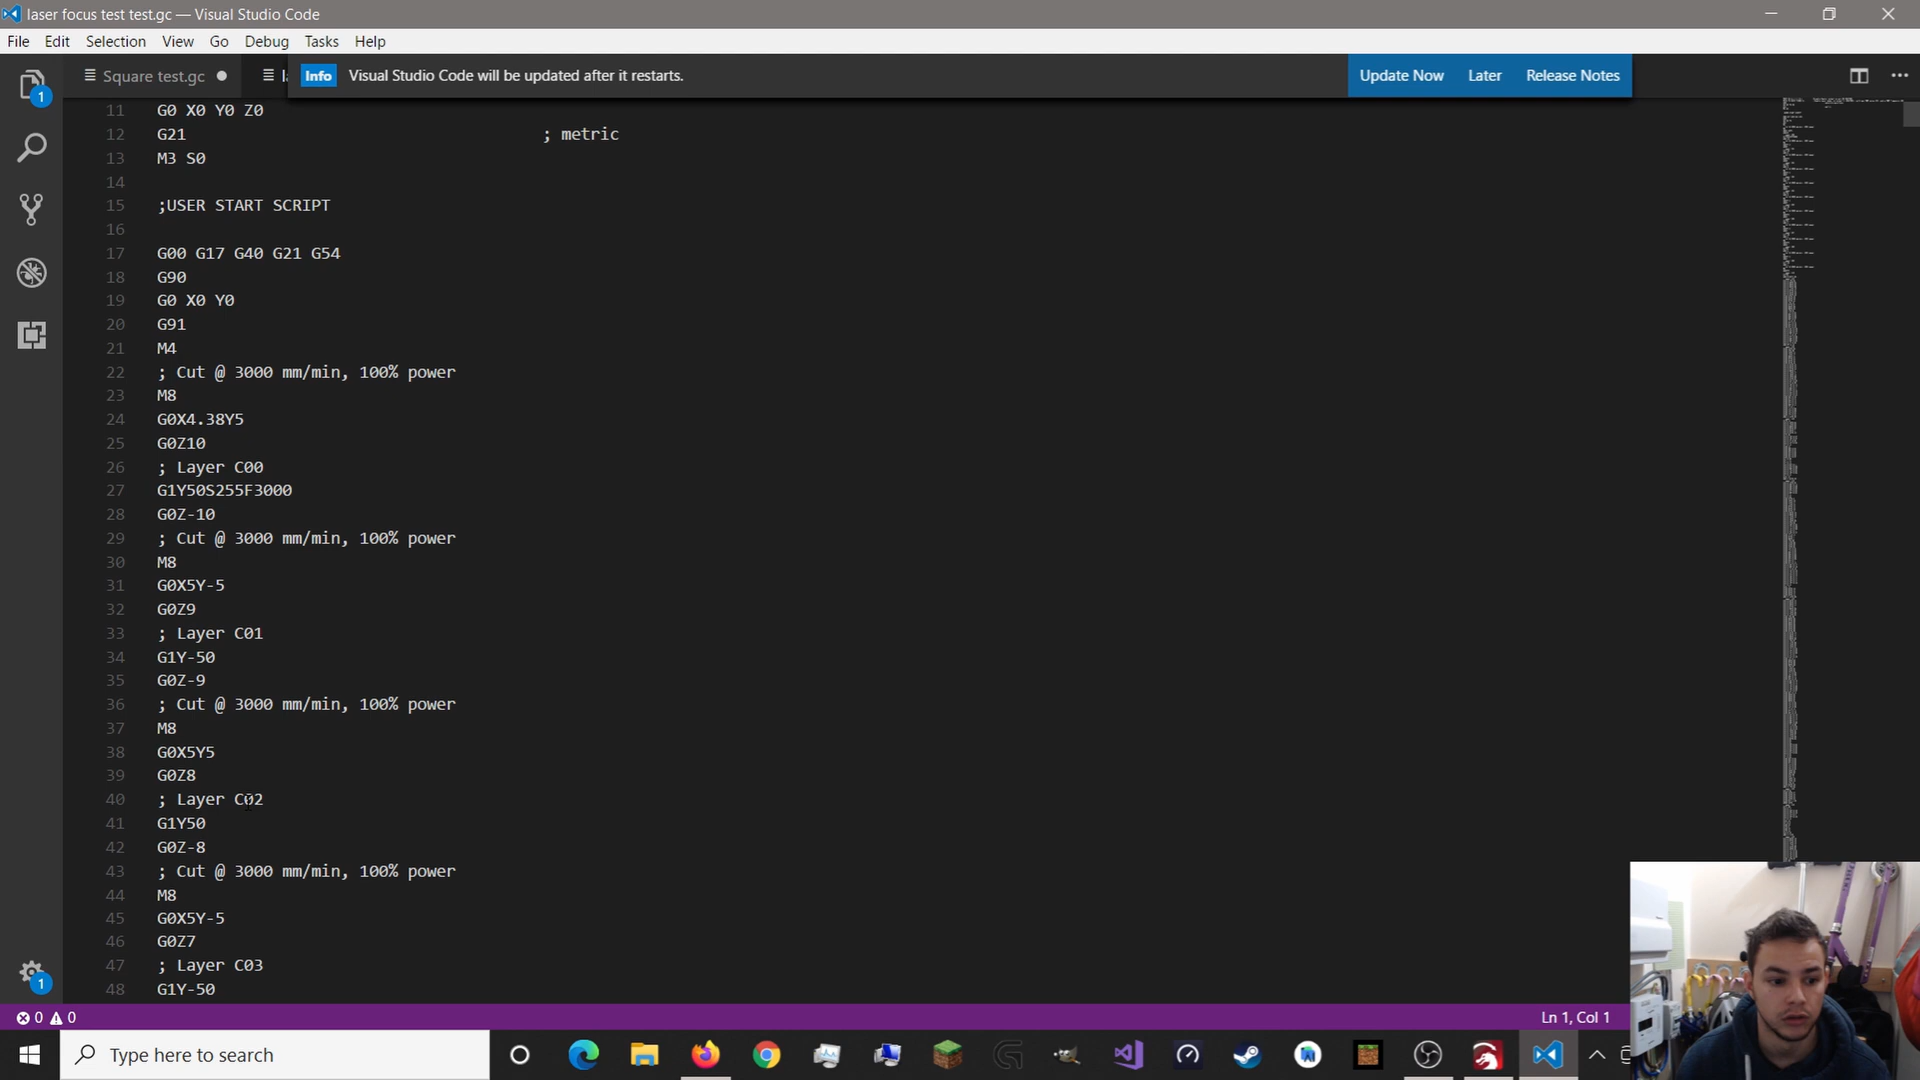 laser focus test test.gc — Visual Studio Code
File Edit Selection View Go Debug Tasks Help
Square test.gc
Info Visual Studio Code will be updated after it restarts. Update Now Later Release Notes
1
11 G0 X0 Y0 Z0
12 G21 ; metric
13 M3 S0
14
15 ;USER START SCRIPT
16
17 G00 G17 G40 G21 G54
18 G90
19 G0 X0 Y0
20 G91
21 M4
22 ; Cut @ 3000 mm/min, 100% power
23 M8
24 G0X4.38Y5
25 G0Z10
26 ; Layer C00
27 G1Y50S255F3000
28 G0Z-10
29 ; Cut @ 3000 mm/min, 100% power
30 M8
31 G0X5Y-5
32 G0Z9
33 ; Layer C01
34 G1Y-50
35 G0Z-9
36 ; Cut @ 3000 mm/min, 100% power
37 M8
38 G0X5Y5
39 G0Z8
40 ; Layer C02
41 G1Y50
42 G0Z-8
43 ; Cut @ 3000 mm/min, 100% power
44 M8
45 G0X5Y-5
46 G0Z7
47 ; Layer C03
48 G1Y-50
1
0 0 Ln 1, Col 1
Type here to search